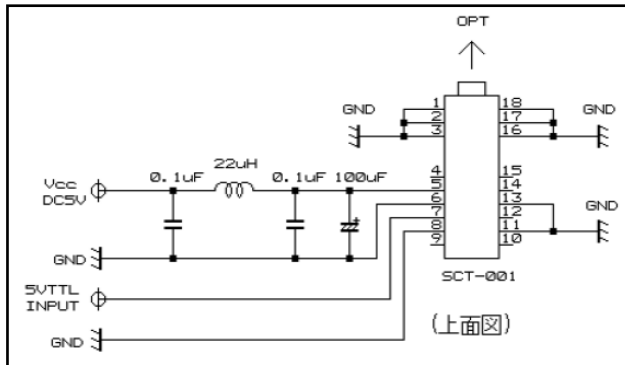 OPT
GND
1
2
3
18
17
16
GND
Vcc
DC5V
0.1uF
22uH
0.1uF
100uF
+
4
5
6
7
8
9
15
14
13
12
11
10
GND
GND
5VTTL
INPUT
GND
SCT-001
(上面図)